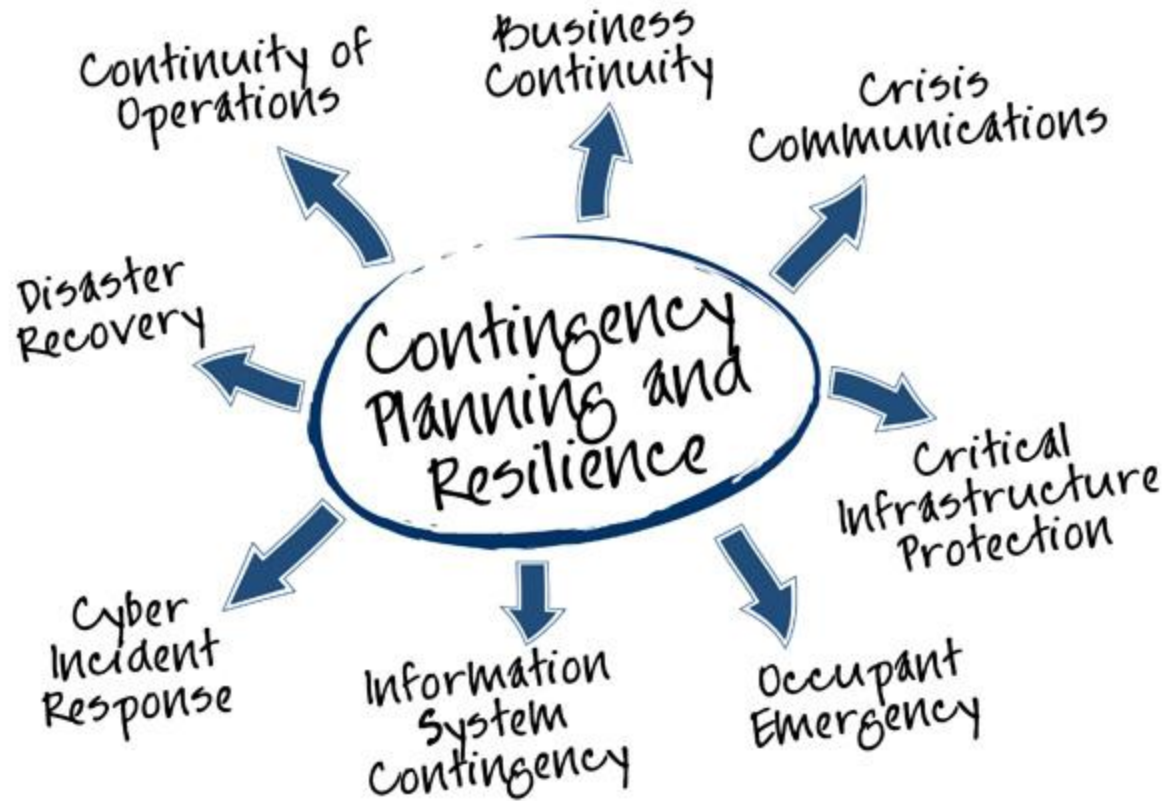 Continuity of
Operations
Business
Continuity
Crisis
Communications
Disaster
Recovery
Contingency
Planning and
Resilience
Critical
Infrastructure
Protection
Cyber
Incident
Response
Information
System
Contingency
Occupant
Emergency